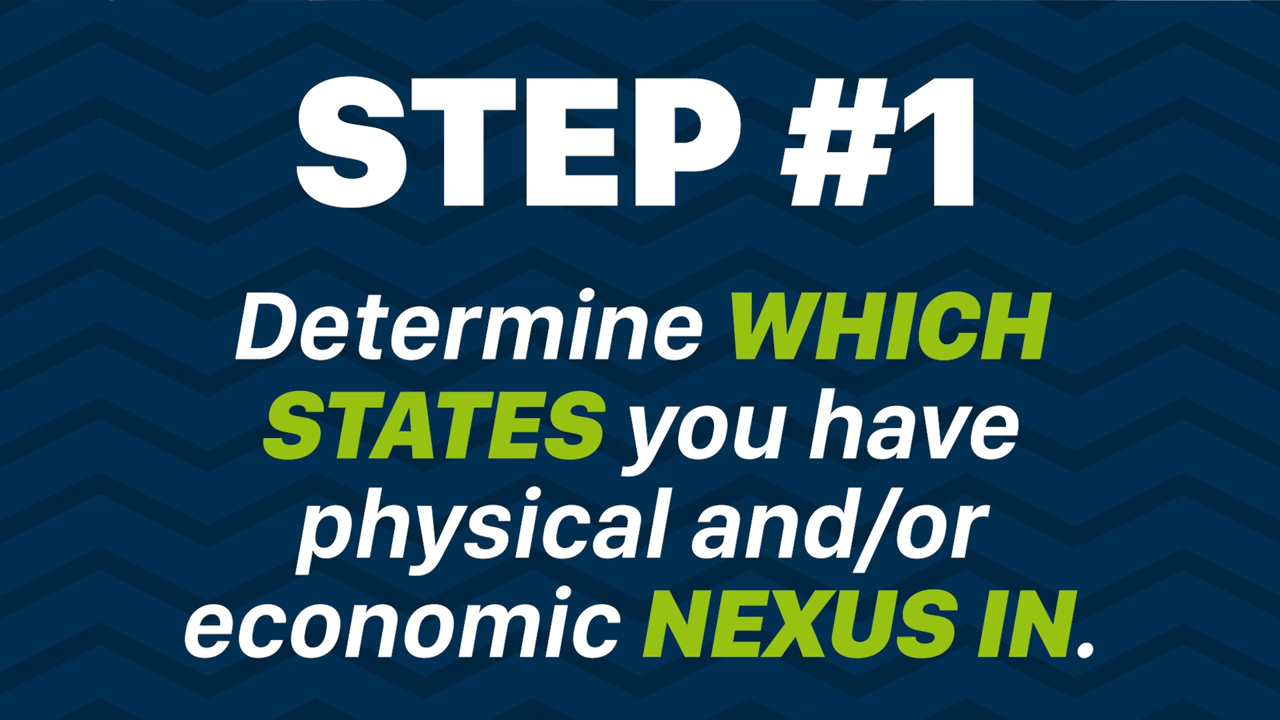 STEP #1
Determine WHICH
STATES you have
physical and/or
economic NEXUS IN.